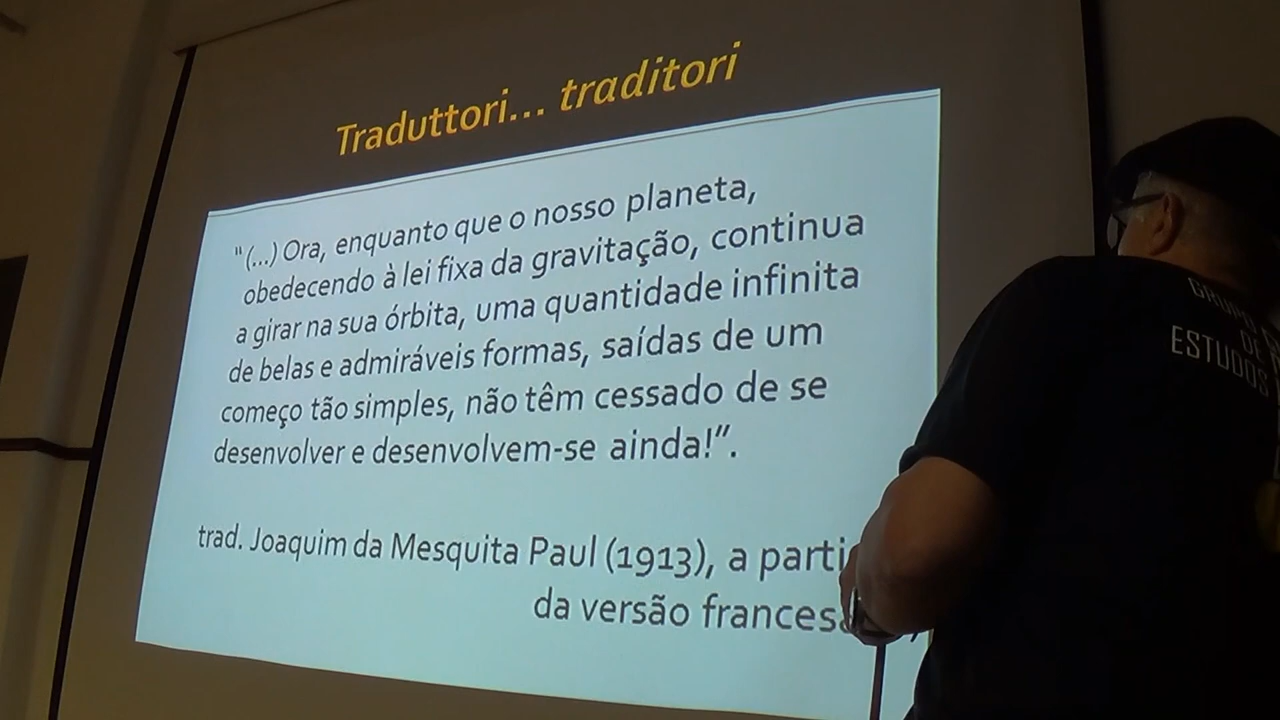 Traduttori... traditori
"(...) Ora, enquanto que o nosso planeta,
obedecendo à lei fixa da gravitação, continua
a girar na sua órbita, uma quantidade infinita
de belas e admiráveis formas, saídas de um
começo tão simples, não têm cessado de se
desenvolver e desenvolvem-se ainda!".
trad. Joaquim da Mesquita Paul (1913), a parti
da versão francesa
DE
ESTUDOS